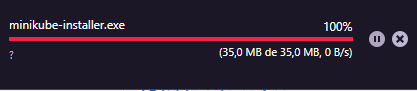 minikube-installer.exe
100%
?
(35,0 MB de 35,0 MB, 0 B/s)